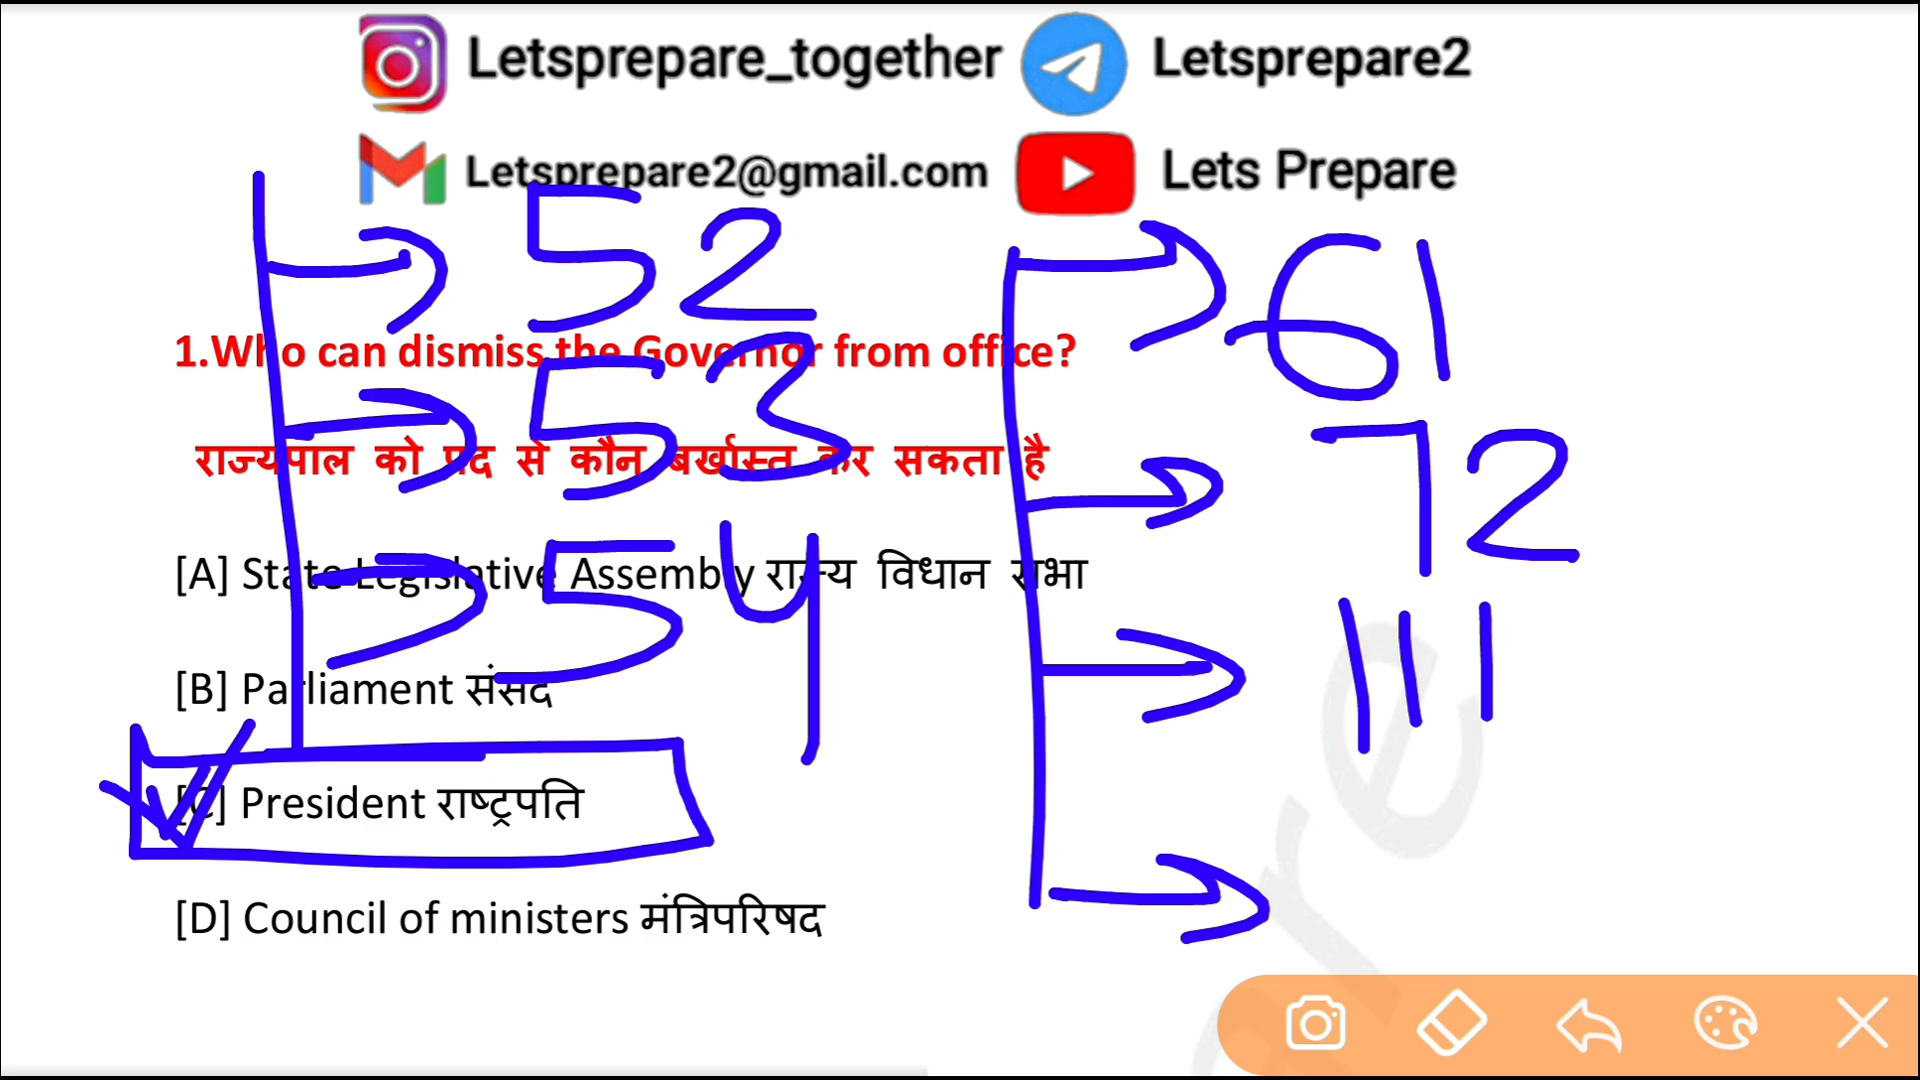 Letsprepare_together Letsprepare2
Letsprepare2@gmail.com Lets Prepare
52 61
1.Who can dismiss the Governor from office?
53 72
राज्यपाल को पद से कौन बर्खास्त कर सकता है
54 111
[A] State Legislative Assembly राज्य विधान सभा
[B] Parliament संसद
[C] President राष्ट्रपति
[D] Council of ministers मंत्रिपरिषद
re